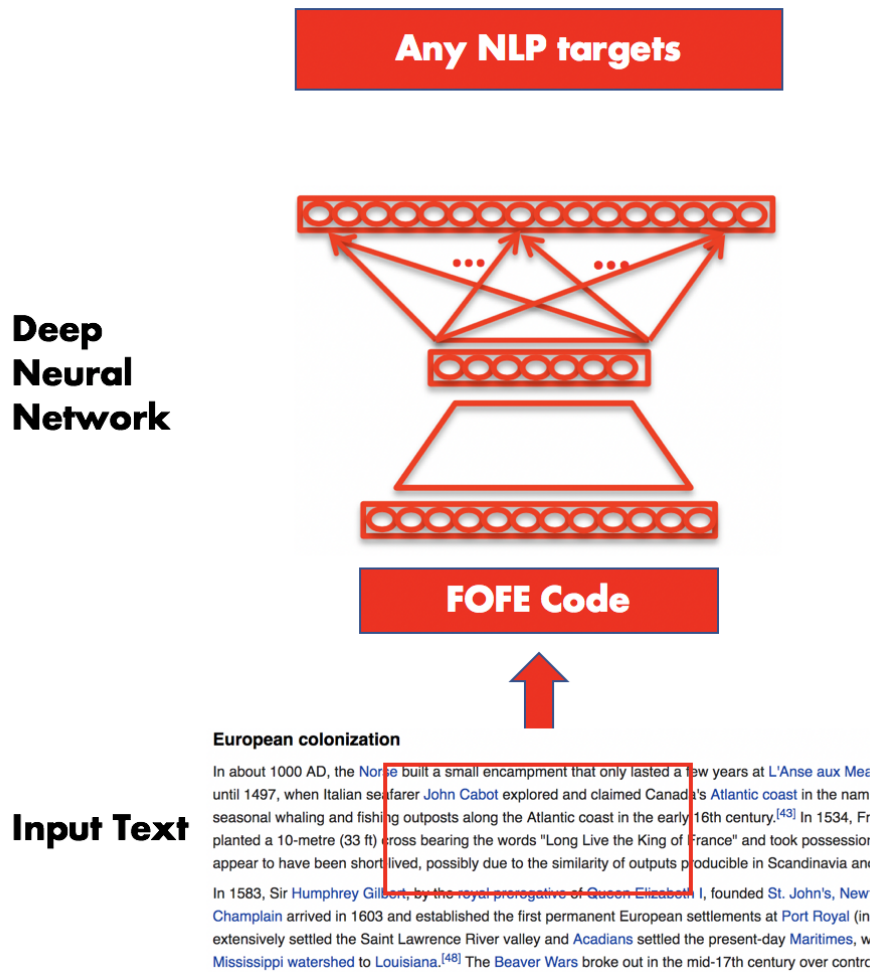 Any NLP targets
Deep
Neural
Network
FOFE Code
Input Text
European colonization
In about 1000 AD, the Norse built a small encampment that only lasted a few years at L'Anse aux
until 1497, when Italian seafarer John Cabot explored and claimed Canada's Atlantic coast in the
seasonal whaling and fishing outposts along the Atlantic coast in the early 16th century.[43] In 1534,
planted a 10-metre (33 ft) cross bearing the words "Long Live the King of France" and took possession
appear to have been short lived, possibly due to the similarity of outputs producible in Scandinavia
In 1583, Sir Humphrey Gilbert, by the royal prerogative of Queen Elizabeth I, founded St. John's,
Champlain arrived in 1603 and established the first permanent European settlements at Port Royal (in
extensively settled the Saint Lawrence River valley and Acadians settled the present-day Maritimes,
Mississippi watershed to Louisiana.[48] The Beaver Wars broke out in the mid-17th century over